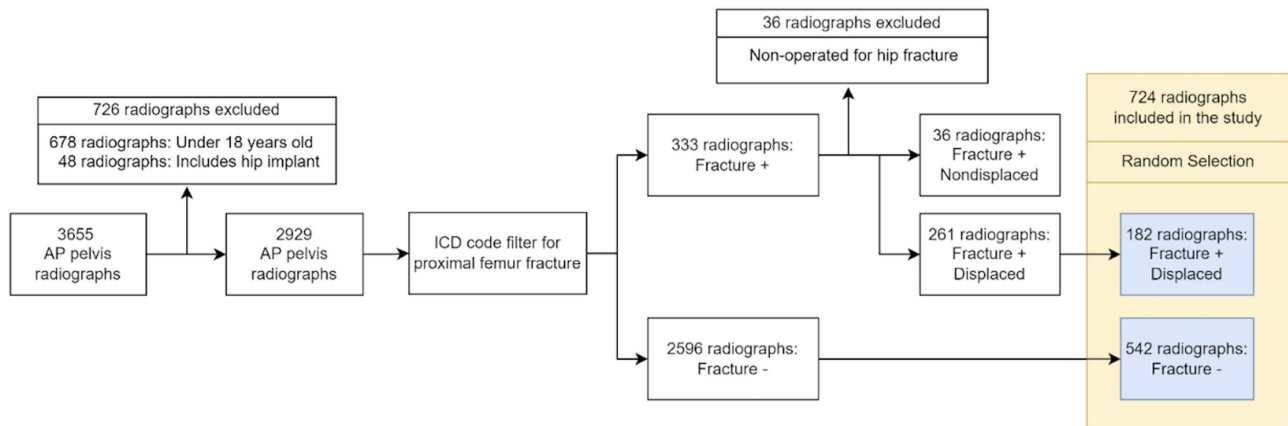 36 radiographs excluded
Non-operated for hip fracture
726 radiographs excluded
678 radiographs: Under 18 years old
48 radiographs: Includes hip implant
724 radiographs
included in the study
Random Selection
333 radiographs:
Fracture +
36 radiographs:
Fracture +
Nondisplaced
3655
AP pelvis
radiographs
2929
AP pelvis
radiographs
ICD code filter for
proximal femur fracture
261 radiographs:
Fracture +
Displaced
182 radiographs:
Fracture +
Displaced
2596 radiographs:
Fracture -
542 radiographs:
Fracture -